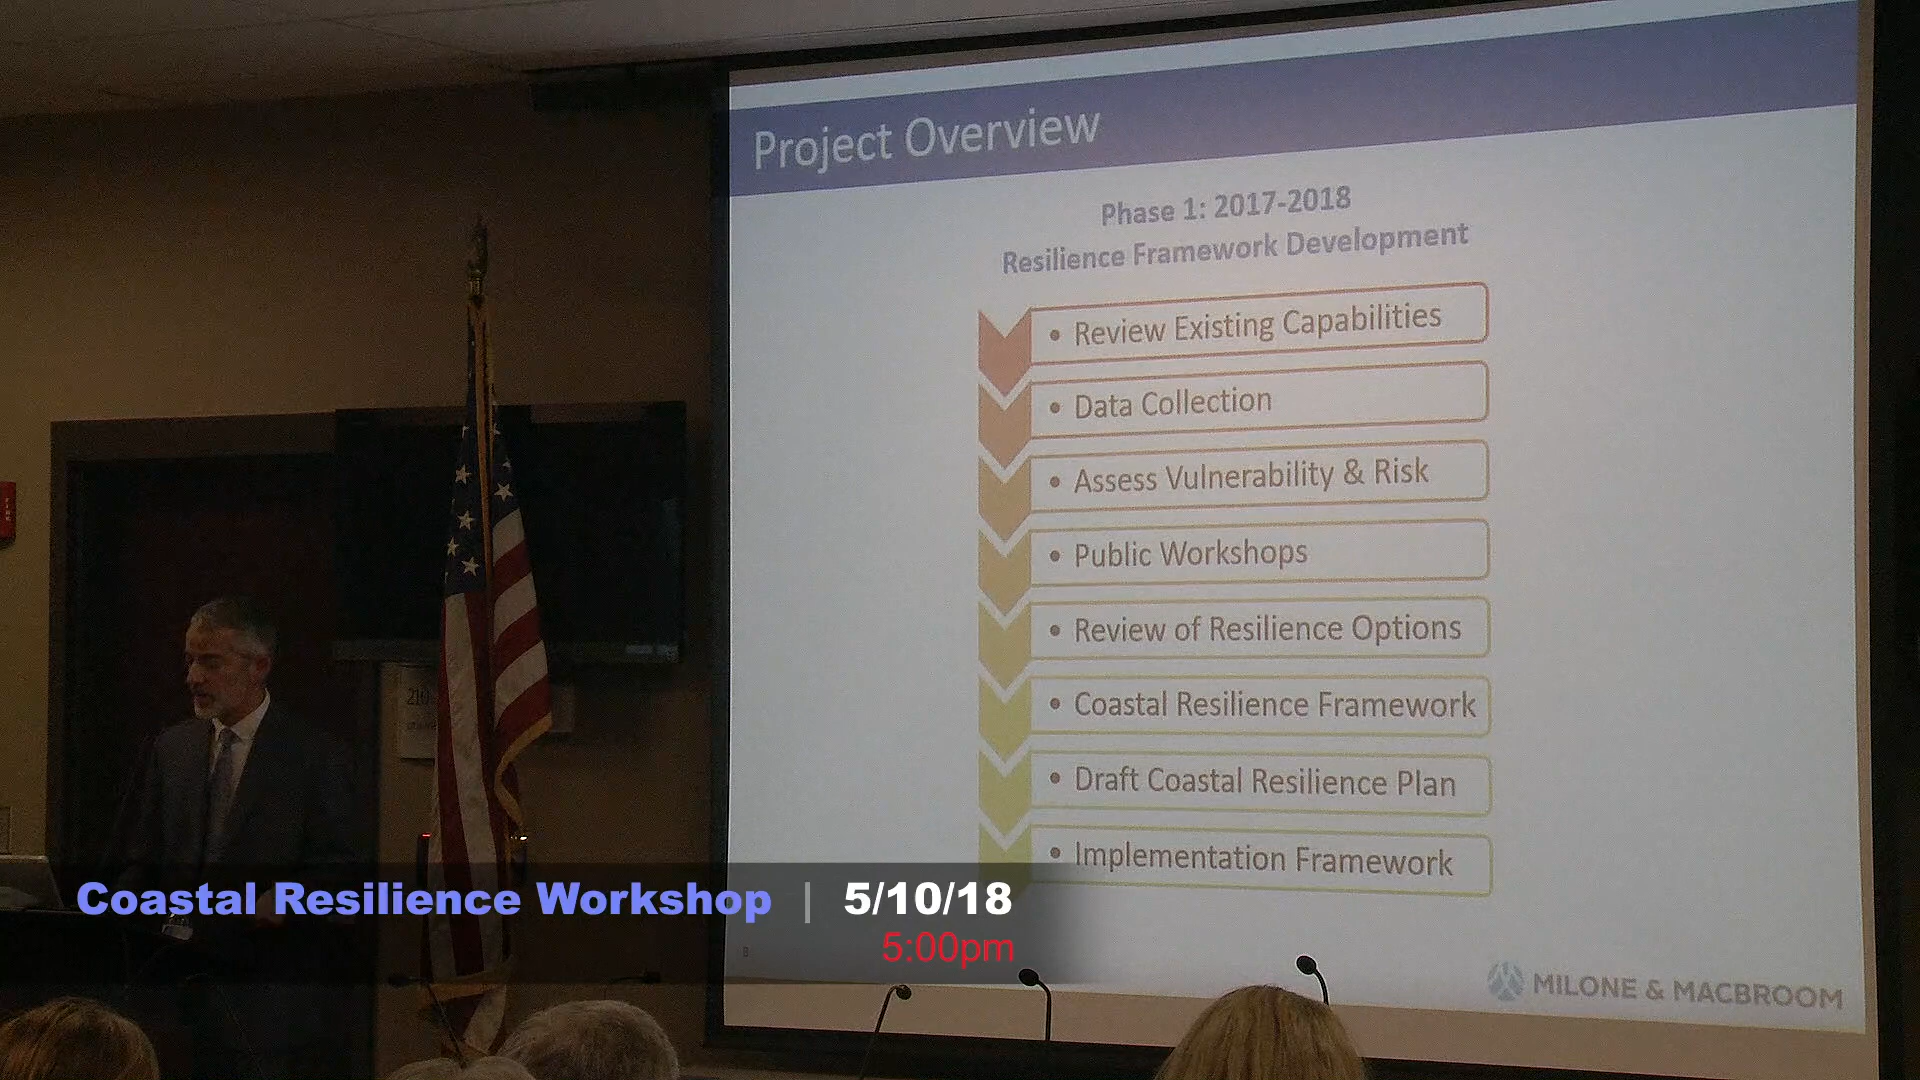 Project Overview
Phase 1: 2017-2018
Resilience Framework Development
• Review Existing Capabilities
• Data Collection
• Assess Vulnerability & Risk
• Public Workshops
• Review of Resilience Options
• Coastal Resilience Framework
• Draft Coastal Resilience Plan
• Implementation Framework
MILONE & MACBROOM
Coastal Resilience Workshop | 5/10/18
5:00pm
FIRE